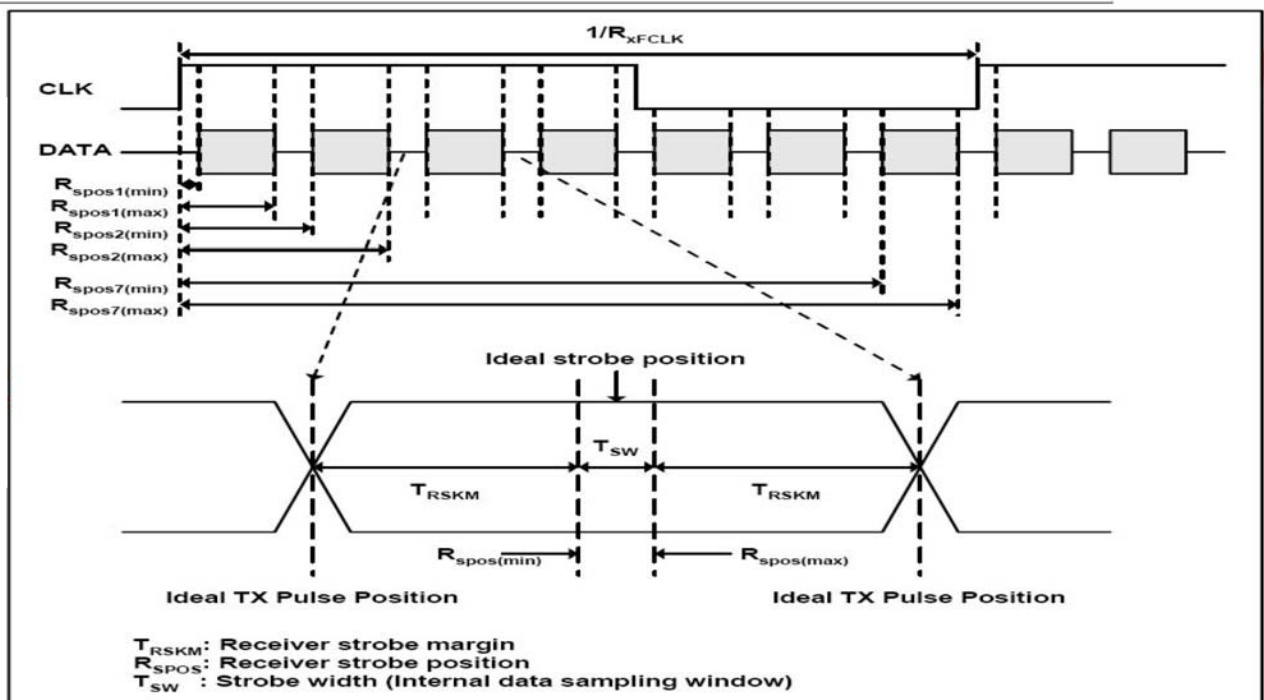 1/RxFCLK
CLK
DATA
Rspos1(min)
Rspos1(max)
Rspos2(min)
Rspos2(max)
Rspos7(min)
Rspos7(max)
Ideal strobe position
TSW
TRSKM TRSKM
Rspos(min) Rspos(max)
Ideal TX Pulse Position Ideal TX Pulse Position
TRSKM: Receiver strobe margin
RSPOS: Receiver strobe position
TSW : Strobe width (Internal data sampling window)